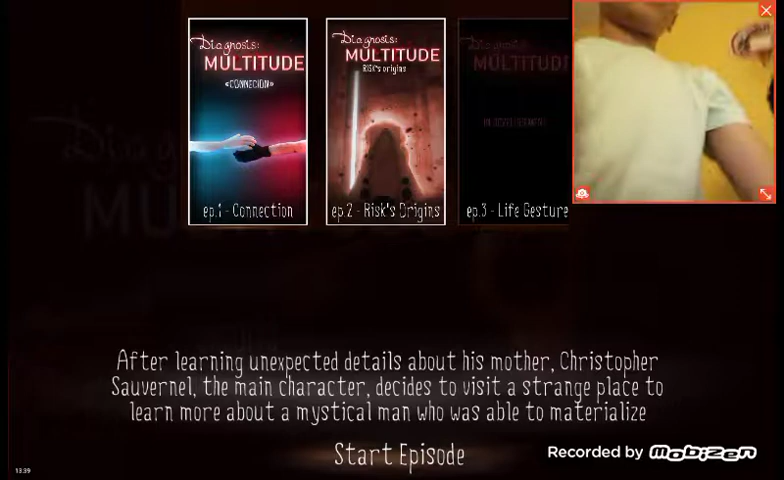 Diagnosis:
MULTITUDE
<CONNECION>
ep.1 - Connection
Diagnosis:
MULTITUDE
RISK's origins
ep.2 - Risk's Origins
Diagnosis:
MULTITUDE
ep.3 - Life Gesture
After learning unexpected details about his mother, Christopher
Sauvernel, the main character, decides to visit a strange place to
learn more about a mystical man who was able to materialize
Start Episode
Recorded by mobizen
13:39